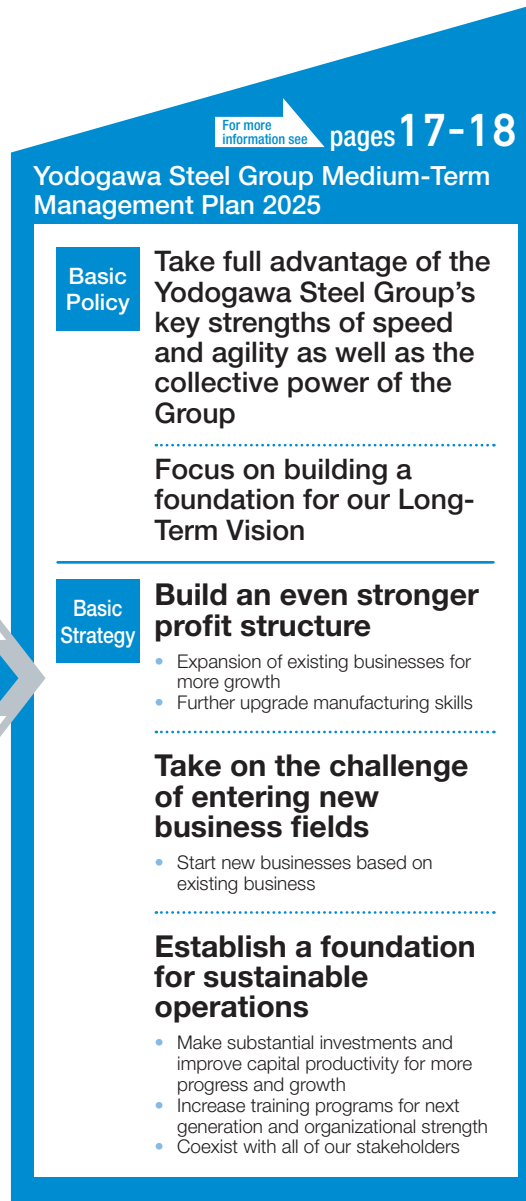 For more
information see
pages 17-18
Yodogawa Steel Group Medium-Term
Management Plan 2025
Basic
Policy
Take full advantage of the
Yodogawa Steel Group's
key strengths of speed
and agility as well as the
collective power of the
Group
Focus on building a
foundation for our Long-
Term Vision
Basic
Strategy
Build an even stronger
profit structure
• Expansion of existing businesses for
more growth
• Further upgrade manufacturing skills
Take on the challenge
of entering new
business fields
• Start new businesses based on
existing business
Establish a foundation
for sustainable
operations
• Make substantial investments and
improve capital productivity for more
progress and growth
• Increase training programs for next
generation and organizational strength
• Coexist with all of our stakeholders